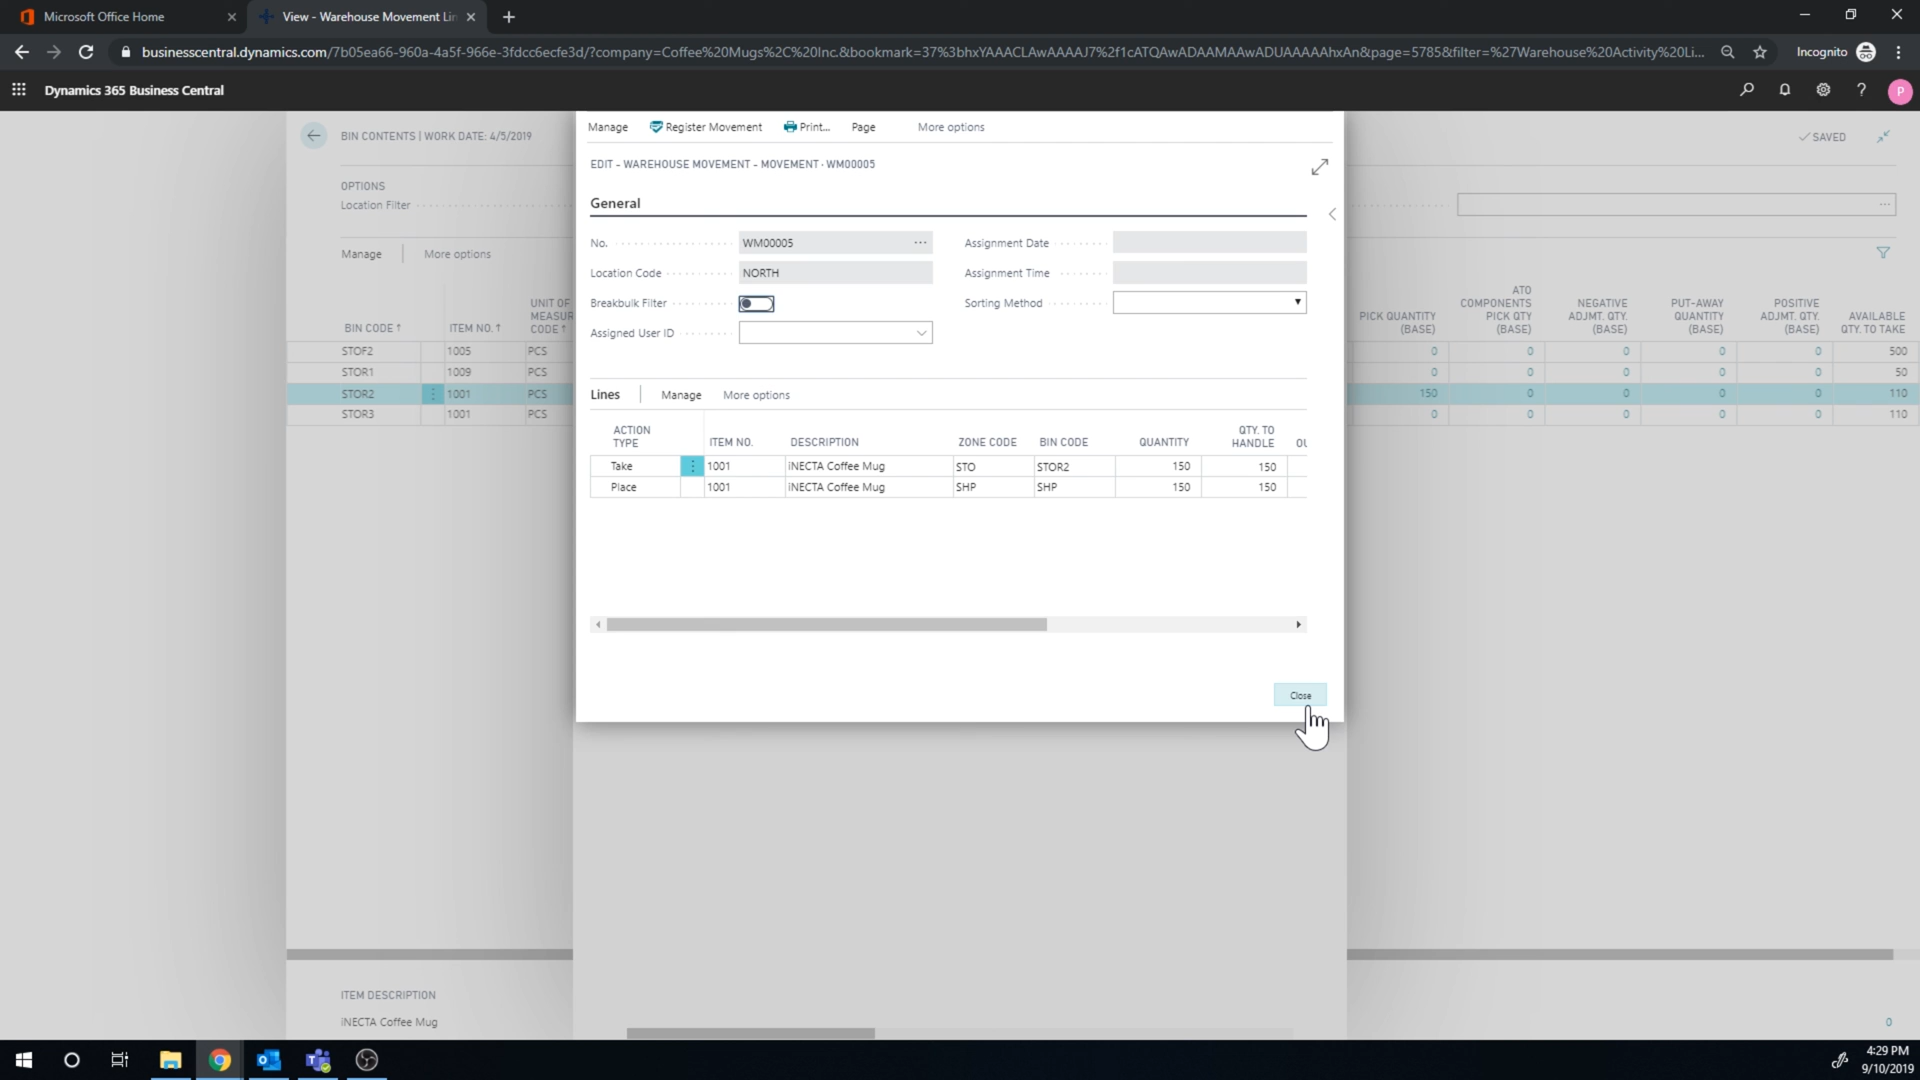 Microsoft Office Home
View - Warehouse Movement Lin
businesscentral.dynamics.com/7b05ea66-960a-4a5f-966e-3fdcc6ecfe3d/?company=Coffee%20Mugs%2C%20Inc.&bookmark=37%3bhxYAAACLAwAAAAJ7%2f1cATQAwADAAMAAwADUAAAAAhxAn&page=5785&filter=%27Warehouse%20Activity%20Li...
Incognito
Dynamics 365 Business Central
P
BIN CONTENTS | WORK DATE: 4/5/2019
SAVED
OPTIONS
Location Filter
Manage
More options
BIN CODE ↑
ITEM NO. ↑
UNIT OF MEASUR CODE ↑
PICK QUANTITY (BASE)
ATO COMPONENTS PICK QTY (BASE)
NEGATIVE ADJMT. QTY. (BASE)
PUT-AWAY QUANTITY (BASE)
POSITIVE ADJMT. QTY. (BASE)
AVAILABLE QTY. TO TAKE
STOF2 1005 PCS 0 0 0 0 0 500
STOR1 1009 PCS 0 0 0 0 0 50
STOR2 1001 PCS 150 0 0 0 0 110
STOR3 1001 PCS 0 0 0 0 0 110
Manage
Register Movement
Print...
Page
More options
EDIT - WAREHOUSE MOVEMENT - MOVEMENT · WM00005
General
No. WM00005
Location Code NORTH
Breakbulk Filter
Assigned User ID
Assignment Date
Assignment Time
Sorting Method
Lines
Manage
More options
ACTION TYPE
ITEM NO.
DESCRIPTION
ZONE CODE
BIN CODE
QUANTITY
QTY. TO HANDLE
Take 1001 iNECTA Coffee Mug STO STOR2 150 150
Place 1001 iNECTA Coffee Mug SHP SHP 150 150
Close
ITEM DESCRIPTION
iNECTA Coffee Mug
0
4:29 PM
9/10/2019